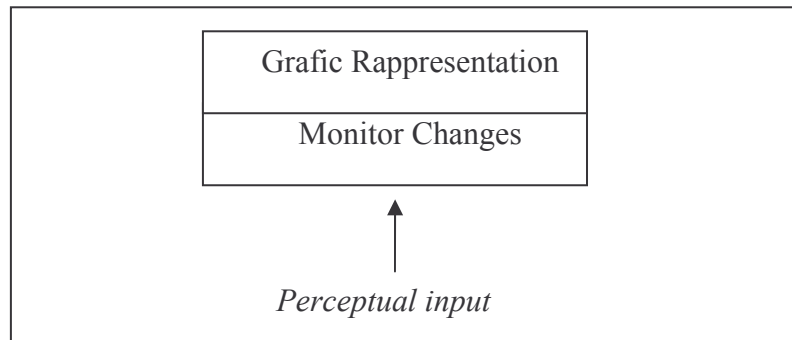 Grafic Rappresentation
Monitor Changes
Perceptual input